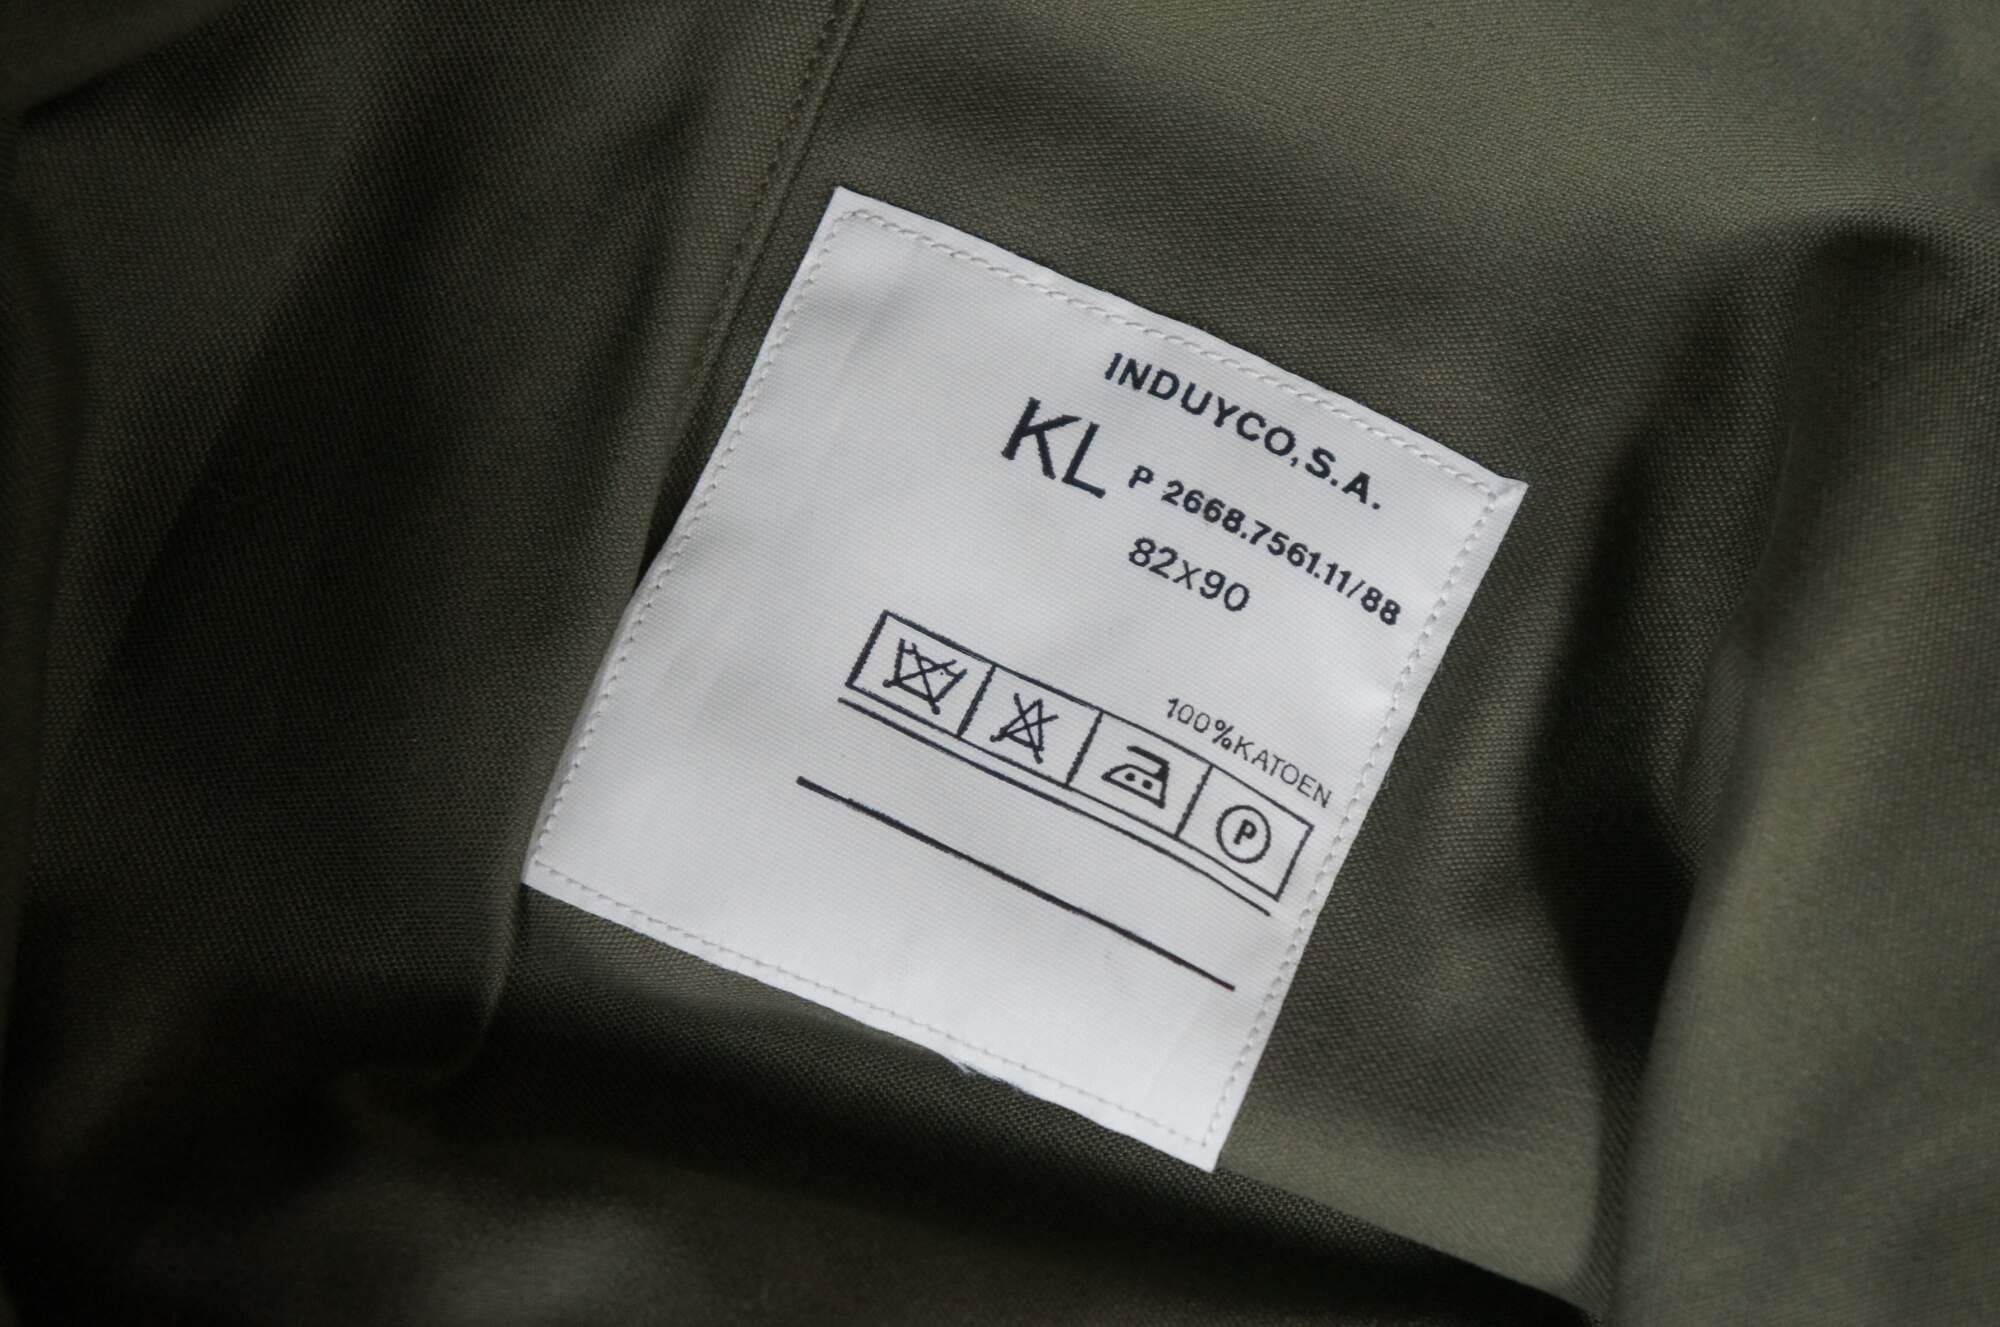 INDUYCO, S.A.
KL P 2668.7561.11/88
82x90
100% KATOEN
P